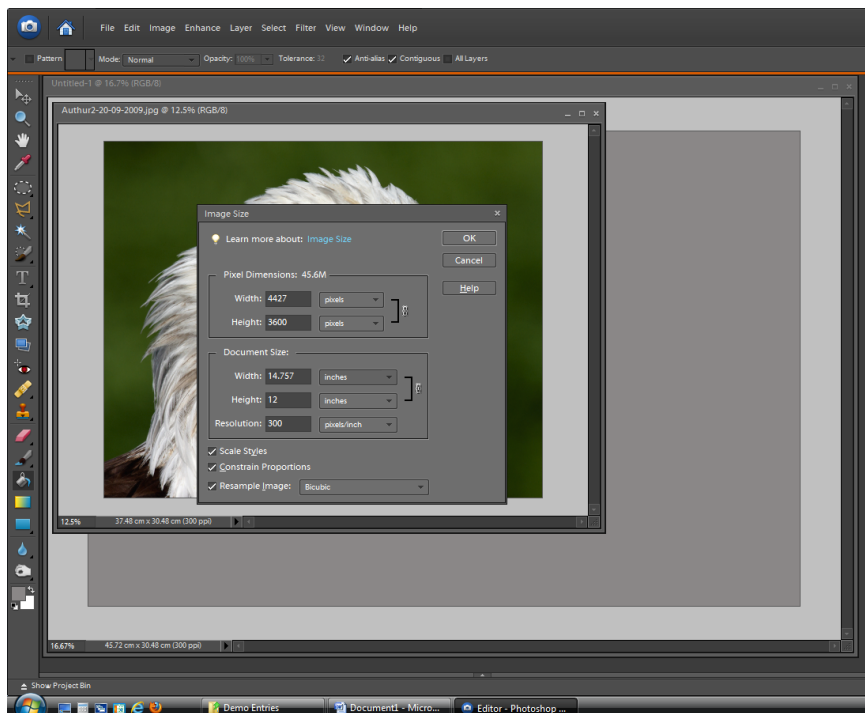 File Edit Image Enhance Layer Select Filter View Window Help
Pattern Mode: Normal Opacity: 100% Tolerance: 32 Anti-alias Contiguous All Layers
Untitled-1 @ 16.7% (RGB/8)
Authur2-20-09-2009.jpg @ 12.5% (RGB/8)
Image Size
Learn more about: Image Size OK
Cancel
Pixel Dimensions: 45.6M
Help
Width: 4427 pixels
Height: 3600 pixels
Document Size:
Width: 14.757 inches
Height: 12 inches
Resolution: 300 pixels/inch
Scale Styles
Constrain Proportions
Resample Image: Bicubic
12.5% 37.48 cm x 30.48 cm (300 ppi)
16.67% 45.72 cm x 30.48 cm (300 ppi)
Show Project Bin
Demo Entries Document1 - Micro... Editor - Photoshop ...